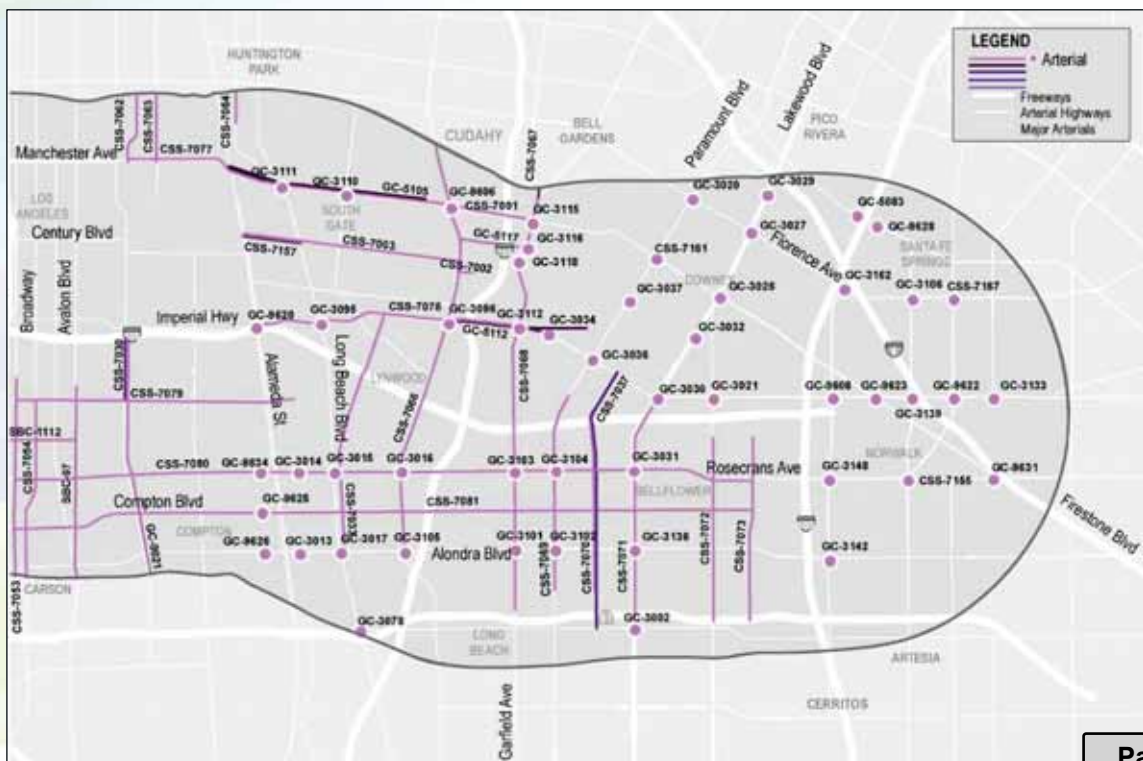 LEGEND
Arterial
Freeways
Arterial Highways
Major Arterials
HUNTINGTON
PARK
CUDAHY
BELL
GARDENS
PICO
RIVERA
Paramount Blvd
Lakewood Blvd
CSS-7062
CSS-7063
CSS-7064
CSS-7067
Manchester Ave
CSS-7077
GC-3111
GC-3110
GC-5105
GC-8606
CSS-7001
GC-3115
GC-3020
GC-3029
GC-5083
GC-8628
LOS
ANGELES
SOUTH
GATE
Century Blvd
CSS-7157
CSS-7003
CSS-7002
GC-5117
GC-3116
GC-3118
CSS-7161
GC-3027
Florence Ave
SANTA FE
SPRINGS
DOWNEY
GC-3162
GC-3106
CSS-7167
Broadway
Avalon Blvd
Imperial Hwy
GC-8620
GC-3095
CSS-7076
GC-3096
GC-5112
GC-3112
GC-3034
GC-3037
GC-3026
GC-3032
GC-3036
CSS-7030
Alameda St
Long Beach Blvd
LYNWOOD
CSS-7066
CSS-7068
CSS-7037
CSS-7079
GC-3030
GC-3021
GC-8608
GC-8623
GC-8622
GC-3133
GC-3139
SBC-1112
CSS-7054
SBC-67
CSS-7080
GC-8624
GC-3014
GC-3015
GC-3016
GC-3103
GC-3104
GC-3031
Rosecrans Ave
GC-3148
NORWALK
CSS-7155
GC-8631
BELLFLOWER
Compton Blvd
GC-8625
CSS-7081
COMPTON
GC-8626
GC-3013
GC-3017
GC-3105
Alondra Blvd
GC-3101
GC-3102
GC-3138
GC-3142
CSS-7069
CSS-7070
CSS-7071
CSS-7072
CSS-7073
Firestone Blvd
GC-8621
CARSON
CSS-7053
GC-3078
LONG
BEACH
GC-3002
ARTESIA
CERRITOS
Garfield Ave
Pa